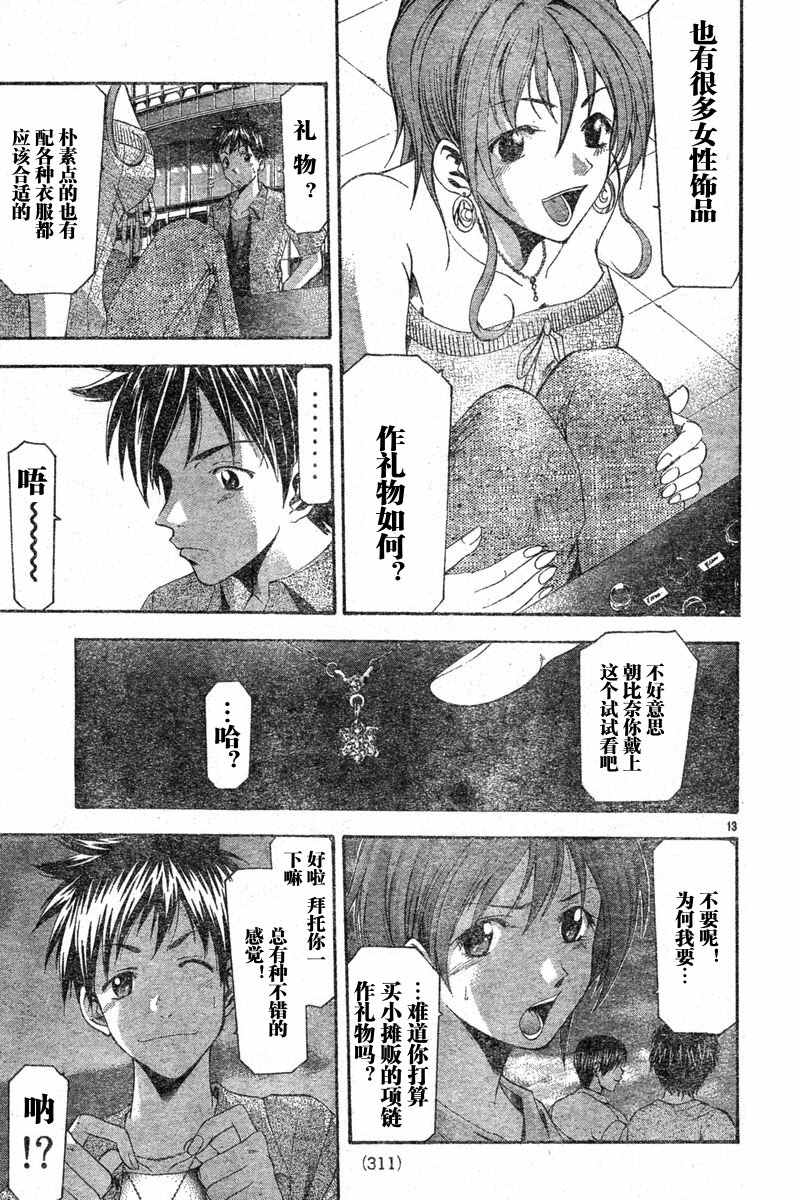 也有很多女性饰品
作礼物如何？
礼物？
朴素点的也有
配各种衣服都
应该合适的
………
唔～～～
不好意思
朝比奈你戴上
这个试试看吧
…哈？
13
不要呢！
为何我要…
…难道你打算
买小摊贩的项链
作礼物吗？
好啦 拜托你一
下嘛
总有种不错的
感觉！
呐!?
(311)